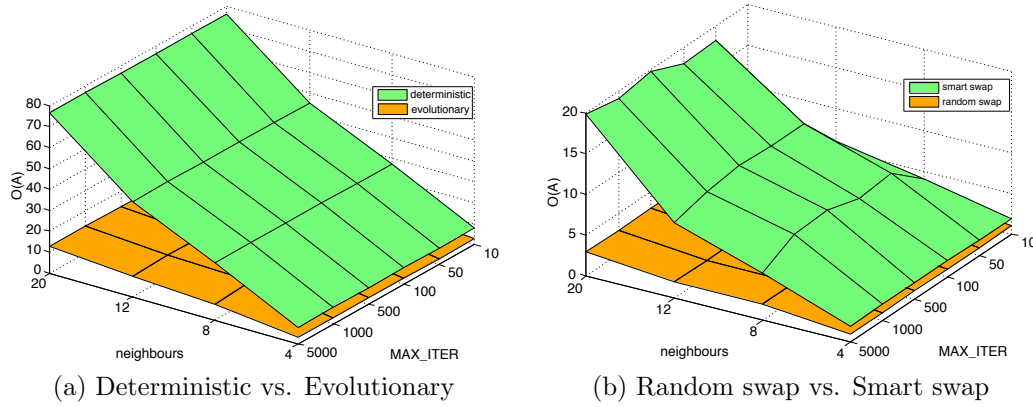 80
70
60
50
40
30
20
10
0
O(A)
20
12
8
4
neighbours
5000
1000
500
100
50
10
MAX_ITER
deterministic
evolutionary
(a) Deterministic vs. Evolutionary
20
15
10
5
0
O(A)
20
12
8
4
neighbours
5000
1000
500
100
50
10
MAX_ITER
smart swap
random swap
(b) Random swap vs. Smart swap